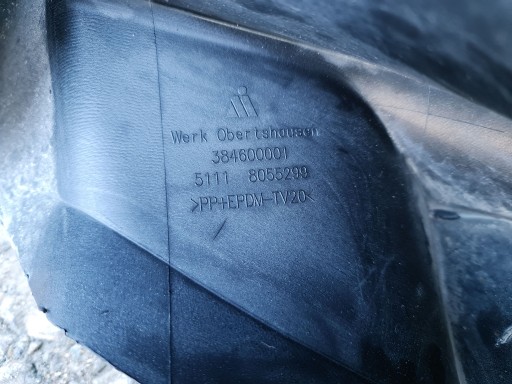 Werk Obertshausen
384600001
5111 8055299
>PP+EPDM-TV20<